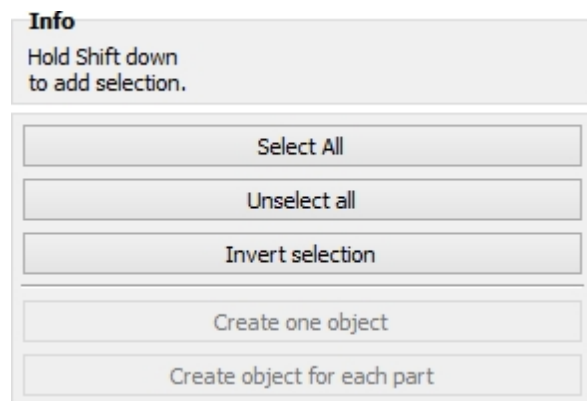 Info
Hold Shift down
to add selection.
Select All
Unselect all
Invert selection
Create one object
Create object for each part